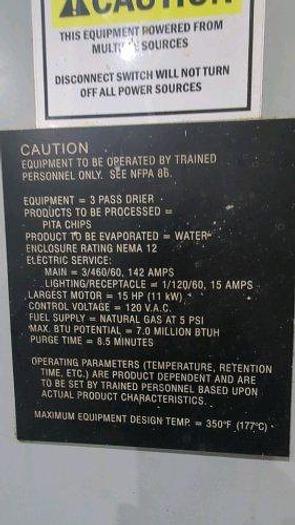 CAUTION
THIS EQUIPMENT POWERED FROM
MULTIPLE SOURCES
DISCONNECT SWITCH WILL NOT TURN
OFF ALL POWER SOURCES
CAUTION
EQUIPMENT TO BE OPERATED BY TRAINED
PERSONNEL ONLY. SEE NFPA 86.
EQUIPMENT = 3 PASS DRIER
PRODUCTS TO BE PROCESSED =
PITA CHIPS
PRODUCT TO BE EVAPORATED = WATER
ENCLOSURE RATING NEMA 12
ELECTRIC SERVICE:
MAIN = 3/460/60, 142 AMPS
LIGHTING/RECEPTACLE = 1/120/60, 15 AMPS
LARGEST MOTOR = 15 HP (11 kW)
CONTROL VOLTAGE = 120 V.A.C.
FUEL SUPPLY = NATURAL GAS AT 5 PSI
MAX. BTU POTENTIAL = 7.0 MILLION BTUH
PURGE TIME = 8.5 MINUTES
OPERATING PARAMETERS (TEMPERATURE, RETENTION
TIME, ETC.) ARE PRODUCT DEPENDENT AND ARE
TO BE SET BY TRAINED PERSONNEL BASED UPON
ACTUAL PRODUCT CHARACTERISTICS.
MAXIMUM EQUIPMENT DESIGN TEMP. = 350°F (177°C)